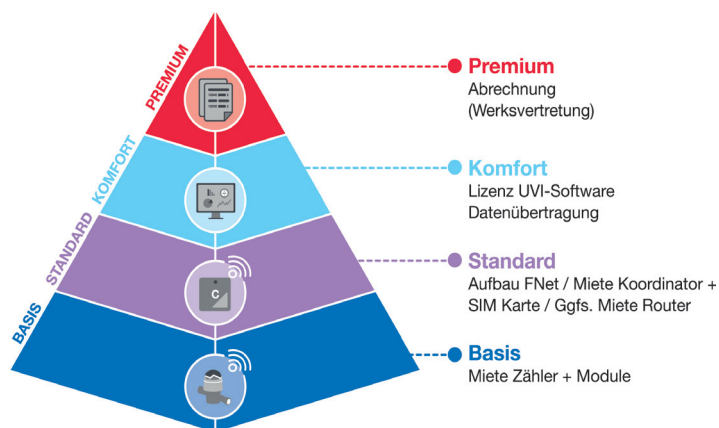 PREMIUM
KOMFORT
STANDARD
BASIS
C
Premium
Abrechnung
(Werksvertretung)
Komfort
Lizenz UVI-Software
Datenübertragung
Standard
Aufbau FNet / Miete Koordinator +
SIM Karte / Ggfs. Miete Router
Basis
Miete Zähler + Module